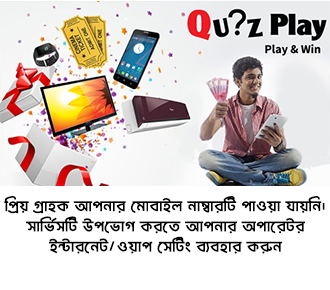 Qu?z Play
Play & Win
প্রিয় গ্রাহক আপনার মোবাইল নাম্বারটি পাওয়া যায়নি।
সার্ভিসটি উপভোগ করতে আপনার অপারেটর
ইন্টারনেট/ ওয়াপ সেটিং ব্যবহার করুন